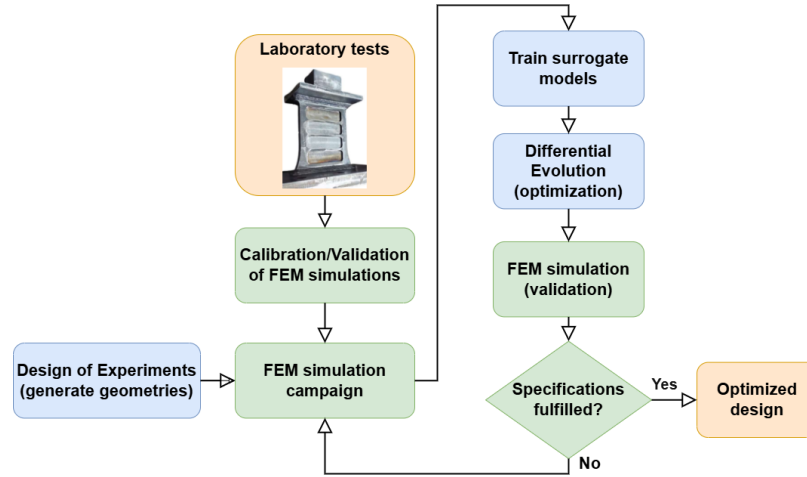 Laboratory tests
Calibration/Validation
of FEM simulations
Design of Experiments
(generate geometries)
FEM simulation
campaign
Train surrogate
models
Differential
Evolution
(optimization)
FEM simulation
(validation)
Specifications
fulfilled?
Yes
No
Optimized
design